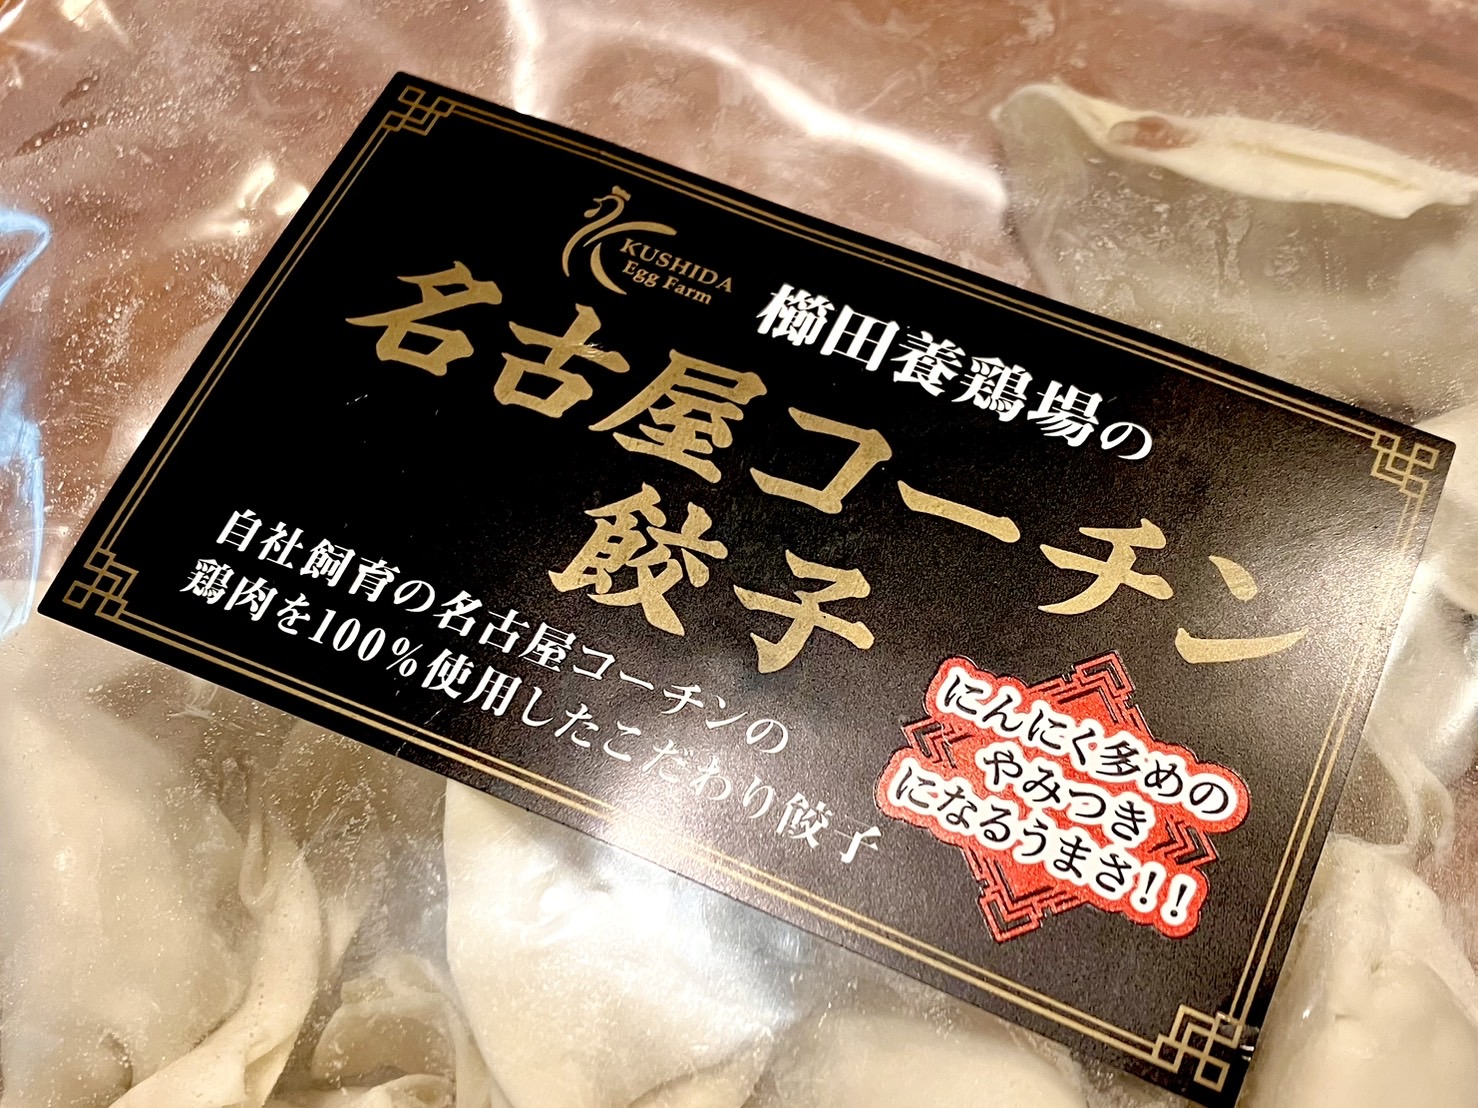 KUSHIDA
Egg Farm
櫛田養鶏場の
名古屋コーチン
餃子
自社飼育の名古屋コーチンの
鶏肉を100%使用したこだわり餃子
にんにく多めの
やみつき
になるうまさ!!